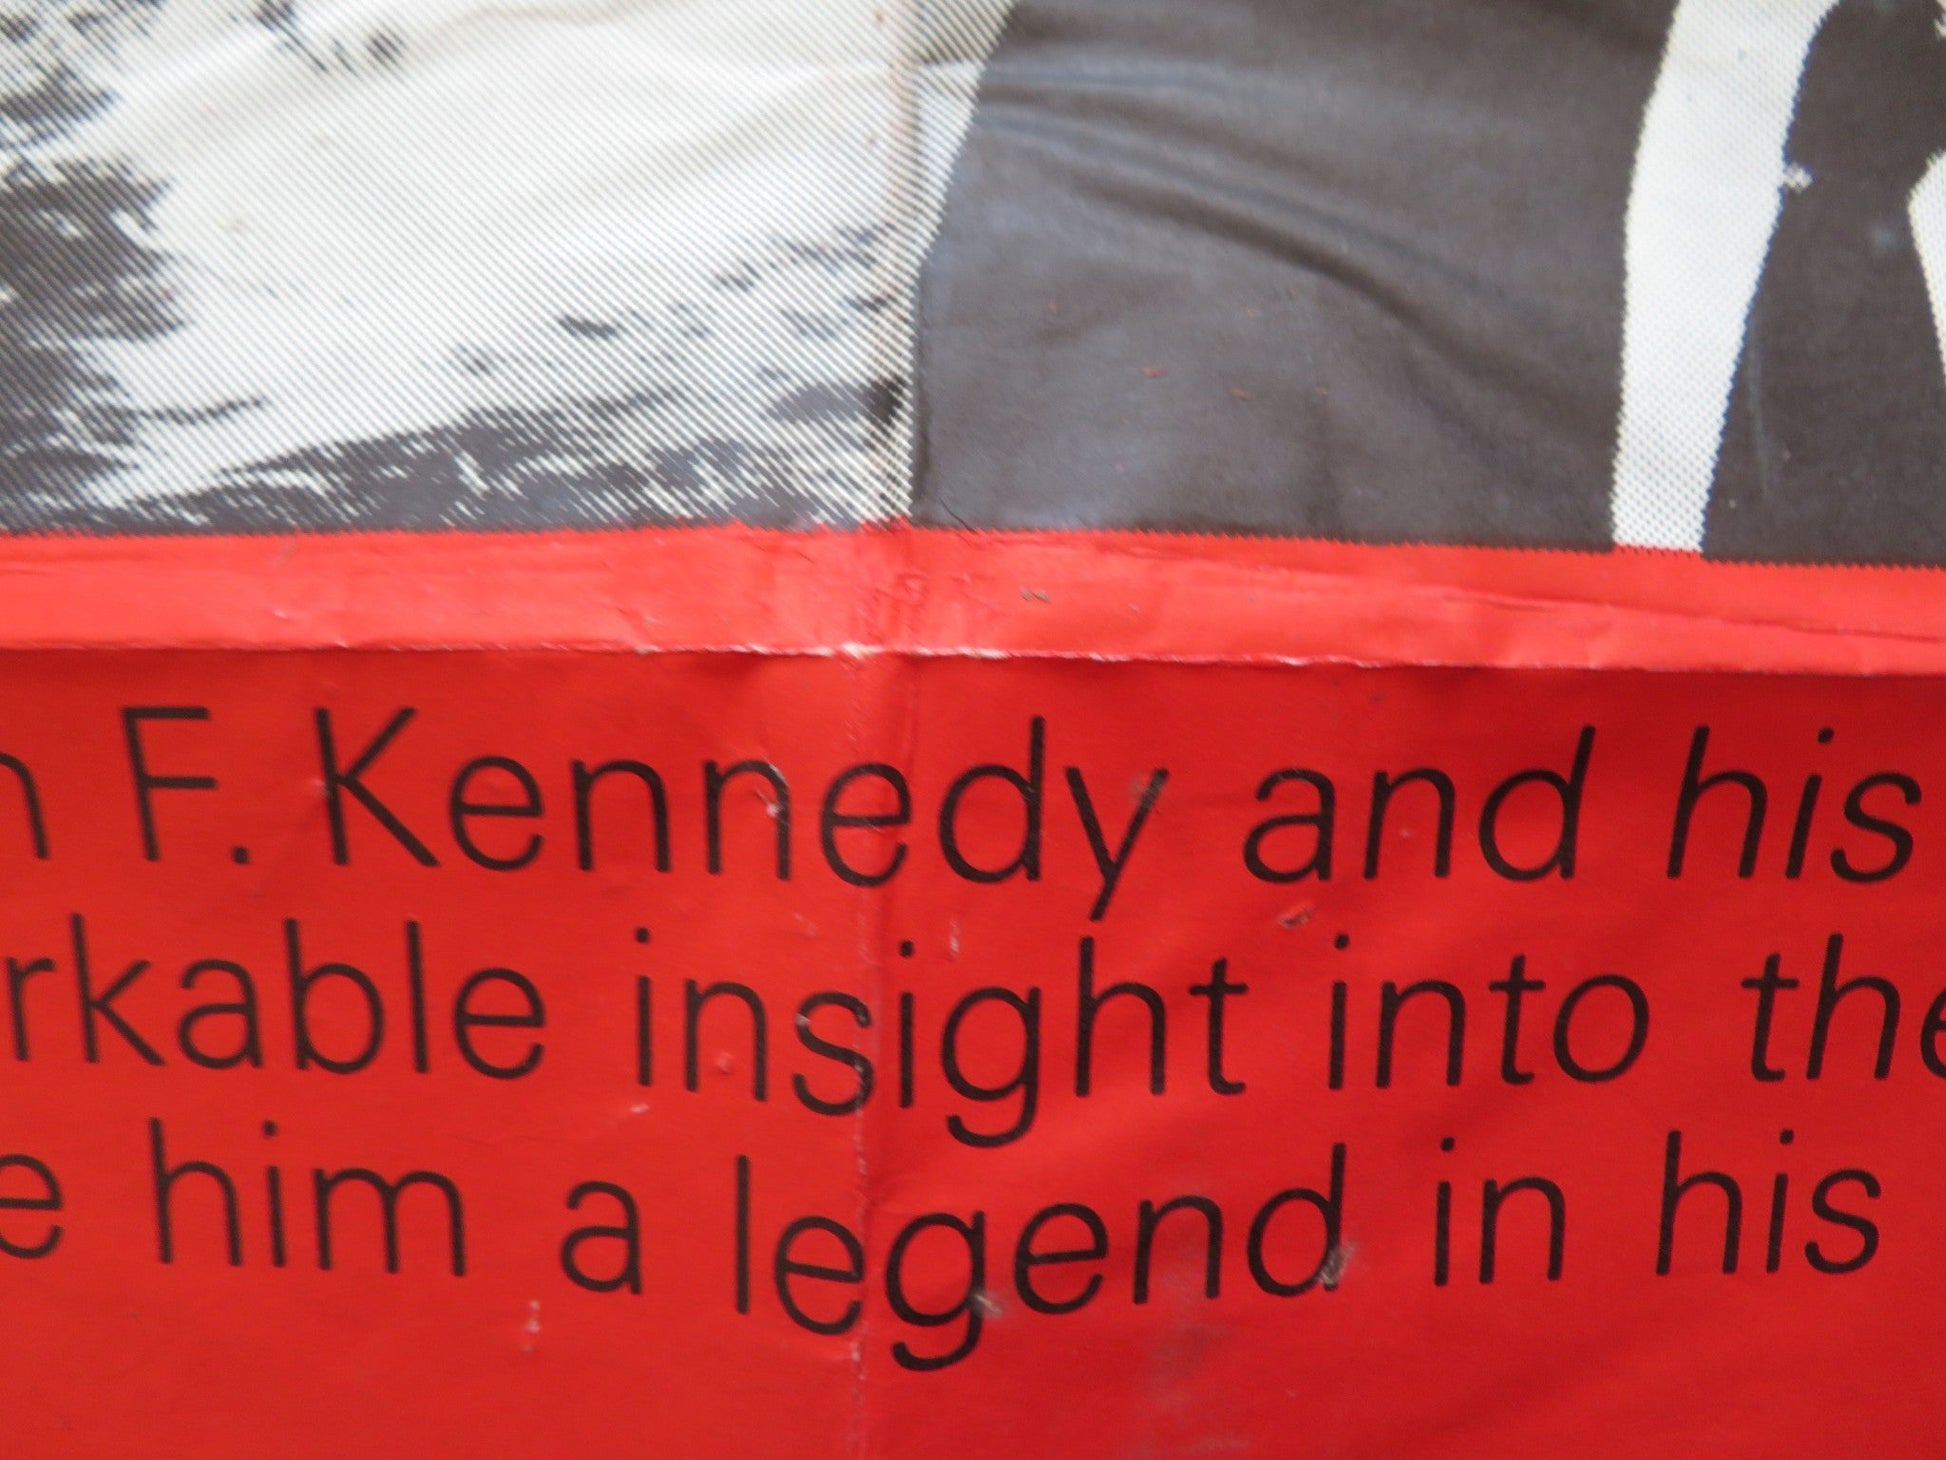 n F. Kennedy and his
rkable insight into the
e him a legend in his